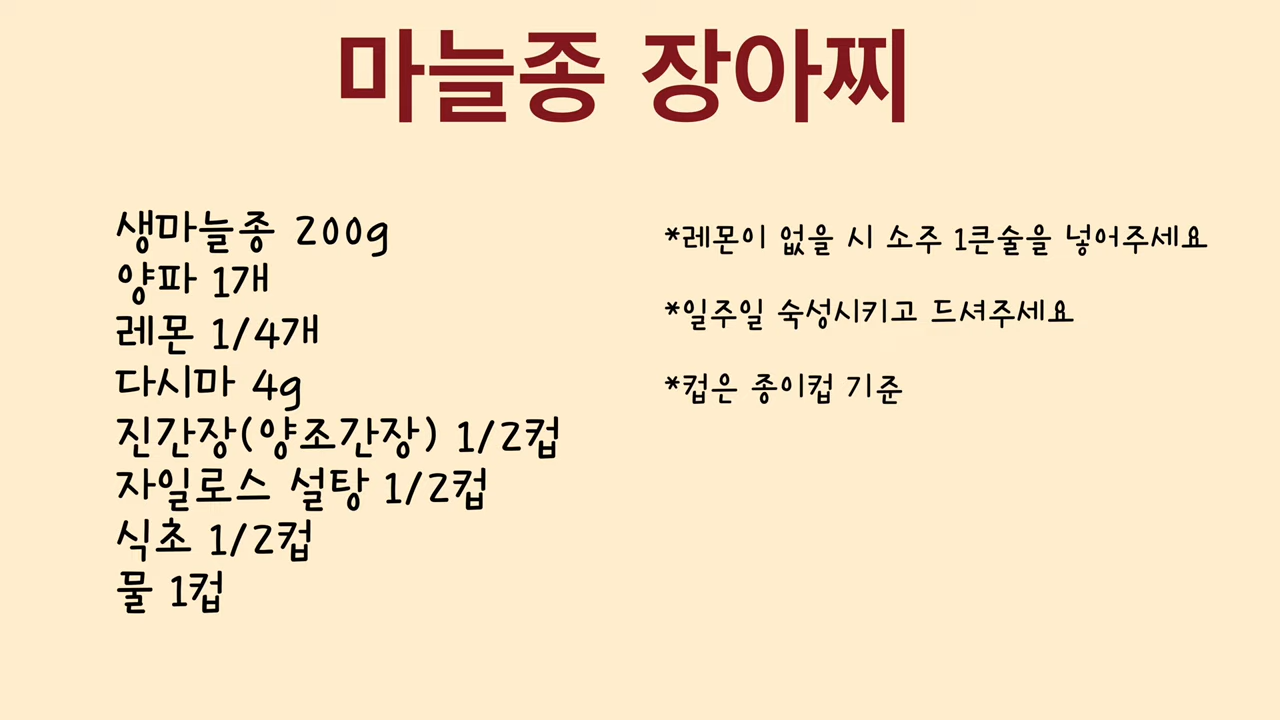 마늘종 장아찌
생마늘종 200g
양파 1개
레몬 1/4개
다시마 4g
진간장(양조간장) 1/2컵
자일로스 설탕 1/2컵
식초 1/2컵
물 1컵
*레몬이 없을 시 소주 1큰술을 넣어주세요
*일주일 숙성시키고 드셔주세요
*컵은 종이컵 기준